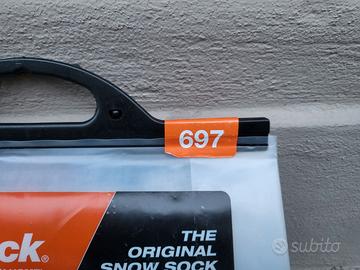 697
ck
THE
ORIGINAL
SNOW SOCK
subito